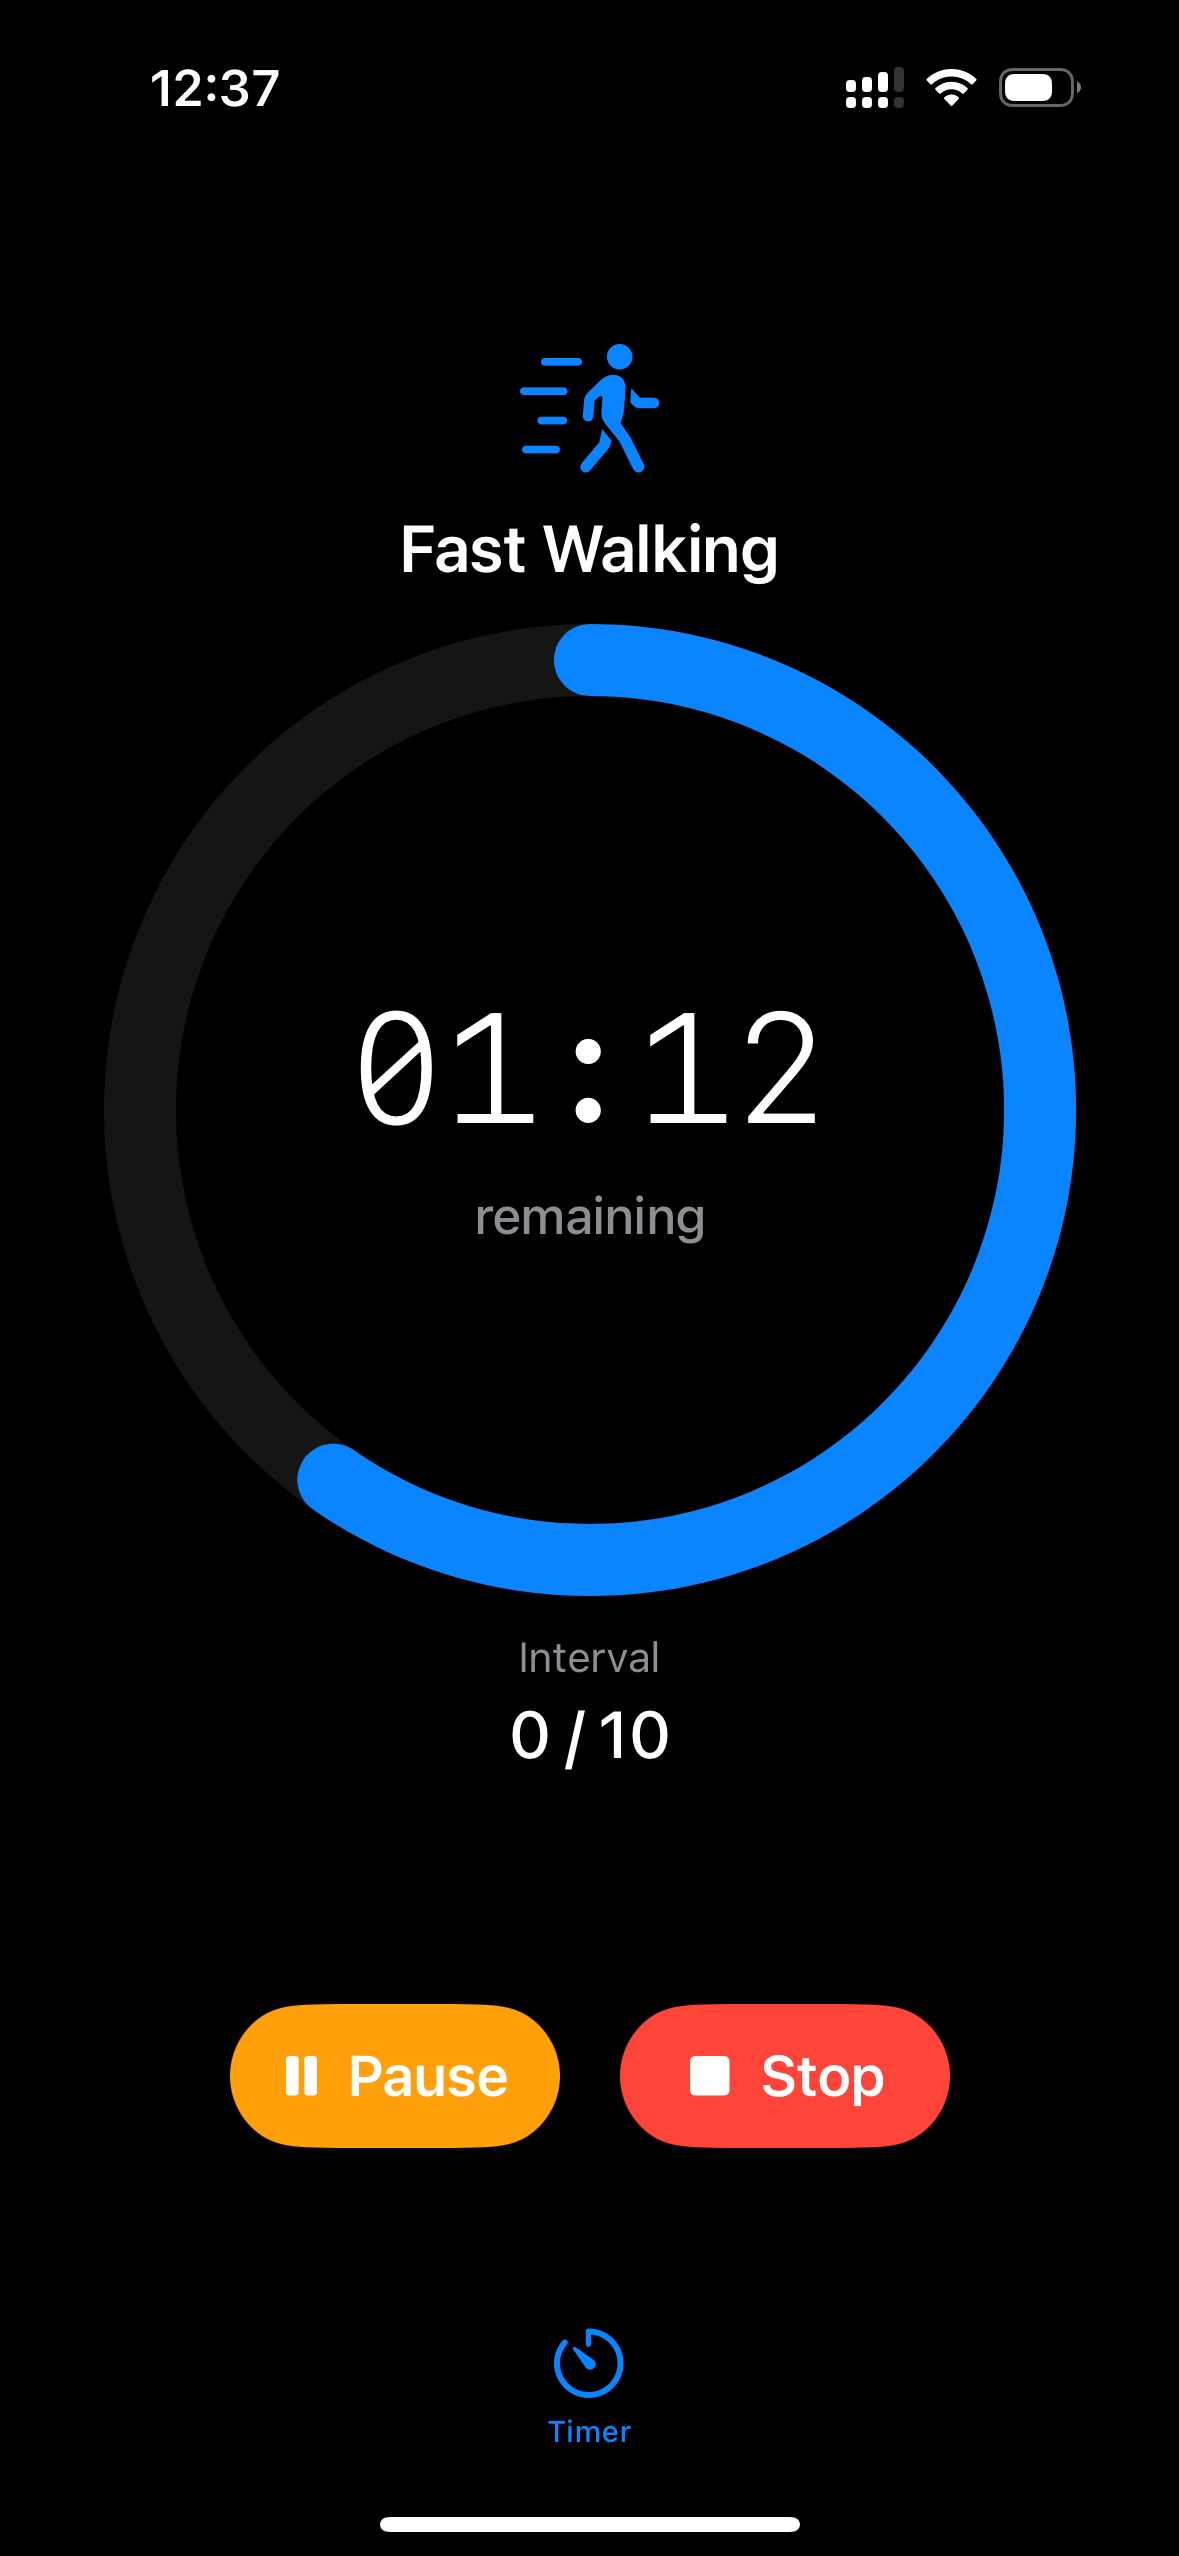 12:37
Fast Walking
01:12
remaining
Interval
0 / 10
Pause
Stop
Timer